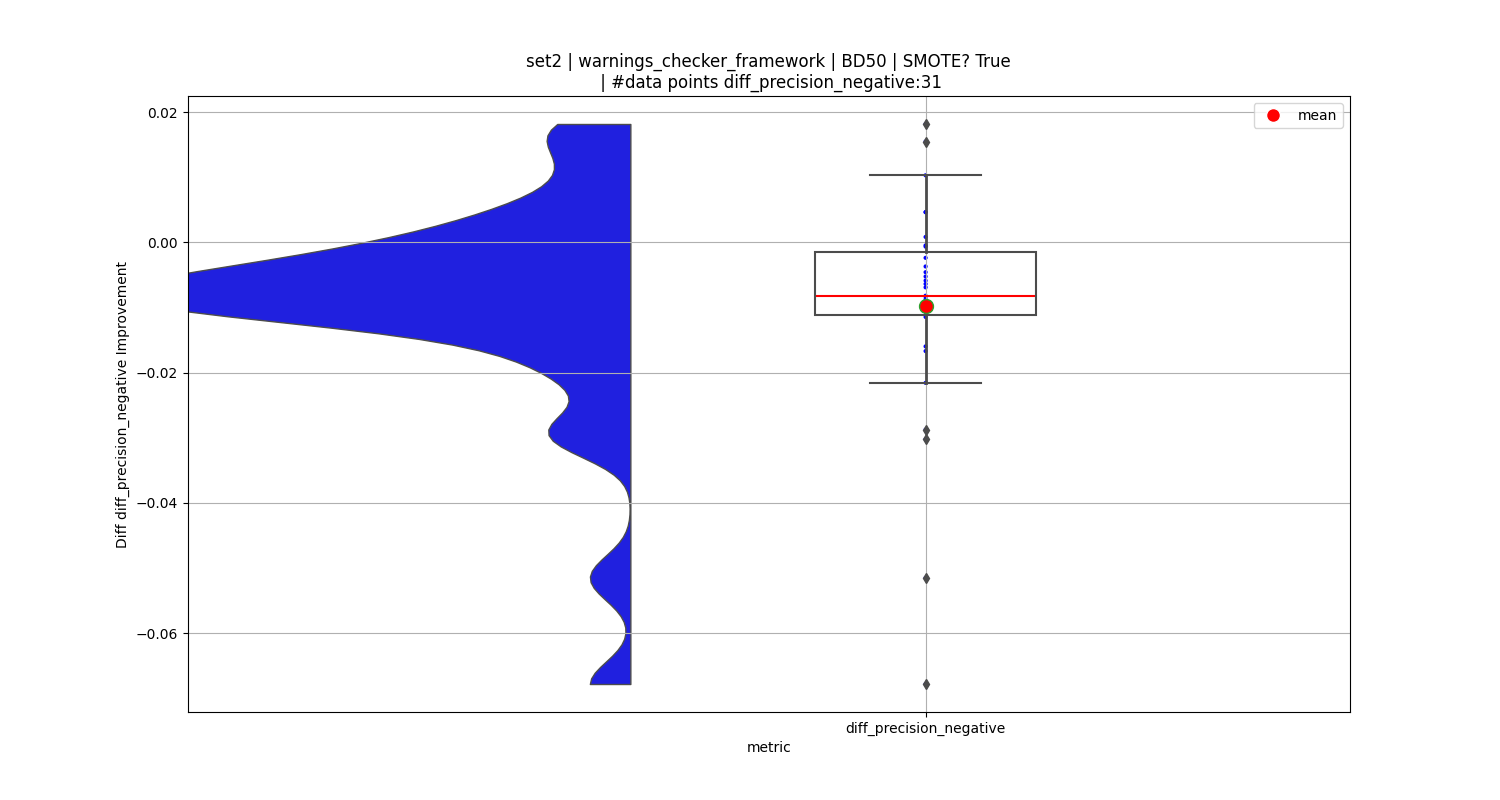 set2 | warnings_checker_framework | BD50 | SMOTE? True
| #data points diff_precision_negative:31
mean
0.02
0.00
−0.02
−0.04
−0.06
Diff diff_precision_negative Improvement
diff_precision_negative
metric